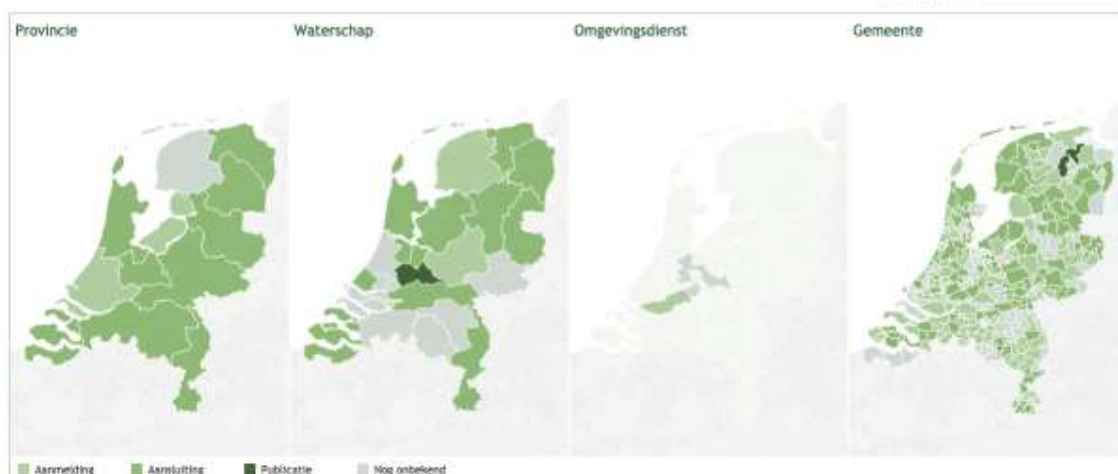 Provincie
Waterschap
Omgevingsdienst
Gemeente
Aanmelding Aansluiting Publicatie Nog onbekend